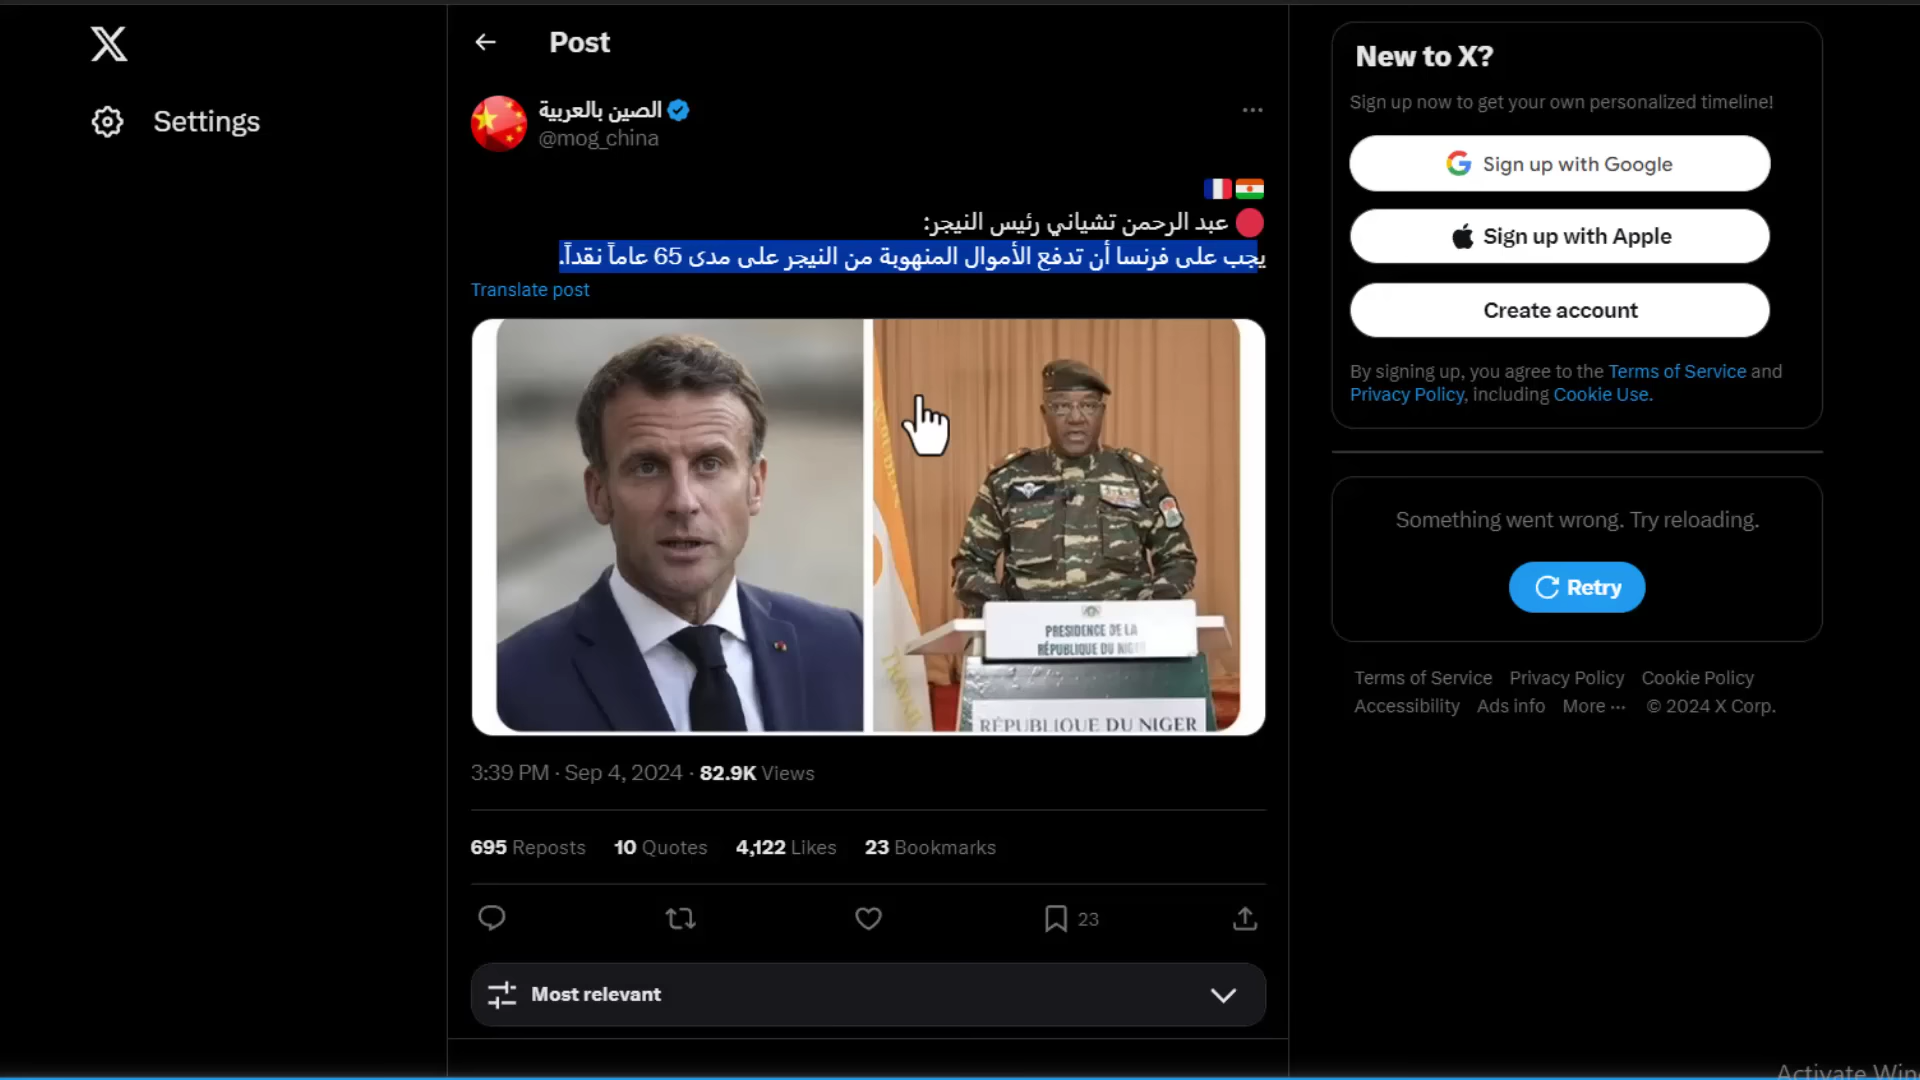 Settings
Post
الصين بالعربية
@mog_china
عبد الرحمن تشياني رئيس النيجر:
يجب على فرنسا أن تدفع الأموال المنهوبة من النيجر على مدى 65 عاماً نقداً.
Translate post
PRESIDENCE DE LA
RÉPUBLIQUE DU NIGER
RÉPUBLIQUE DU NIGER
TRAVAIL
3:39 PM · Sep 4, 2024 · 82.9K Views
695 Reposts 10 Quotes 4,122 Likes 23 Bookmarks
23
Most relevant
New to X?
Sign up now to get your own personalized timeline!
Sign up with Google
Sign up with Apple
Create account
By signing up, you agree to the Terms of Service and
Privacy Policy, including Cookie Use.
Something went wrong. Try reloading.
Retry
Terms of Service Privacy Policy Cookie Policy
Accessibility Ads info More ··· © 2024 X Corp.
Activate